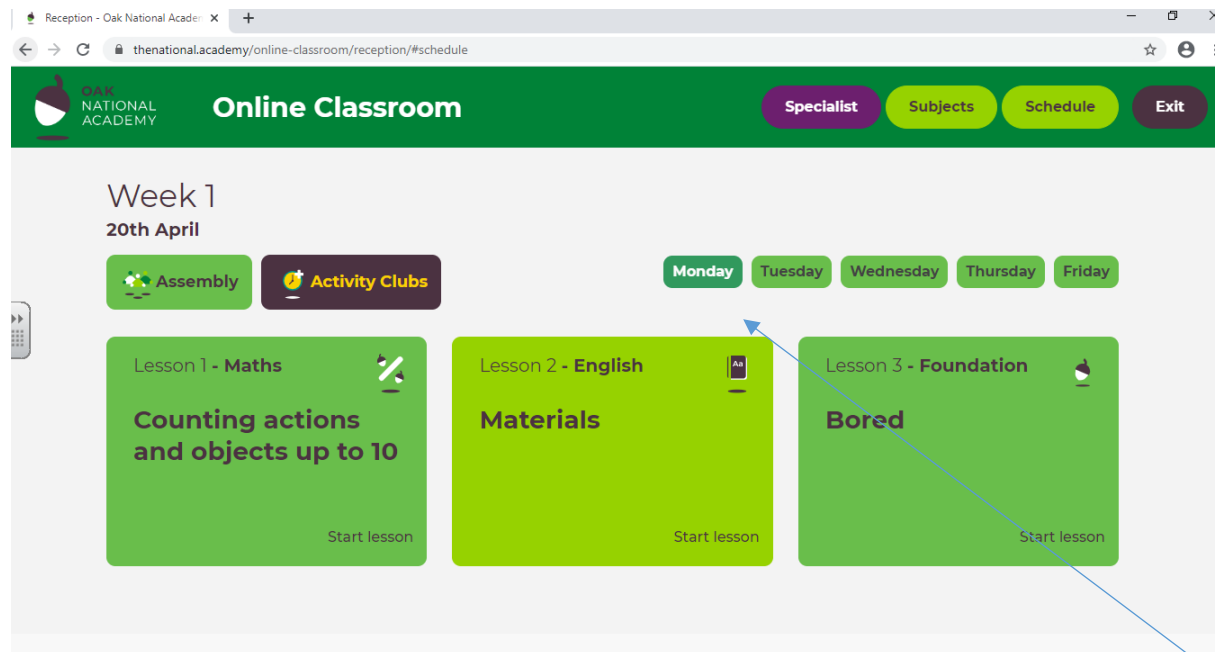 Reception - Oak National Acader
thenational.academy/online-classroom/reception/#schedule
OAK
NATIONAL
ACADEMY
Online Classroom
Specialist
Subjects
Schedule
Exit
Week 1
20th April
Assembly
Activity Clubs
Monday
Tuesday
Wednesday
Thursday
Friday
Lesson 1 - Maths
Counting actions
and objects up to 10
Start lesson
Lesson 2 - English
Aa
Materials
Start lesson
Lesson 3 - Foundation
Bored
Start lesson